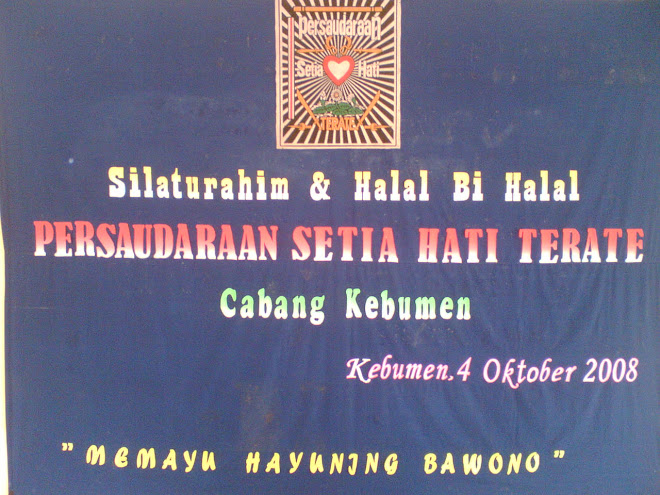 Persaudaraan
Setia Hati
TERATE
Silaturahim & Halal Bi Halal
PERSAUDARAAN SETIA HATI TERATE
Cabang Kebumen
Kebumen, 4 Oktober 2008
" MEMAYU HAYUNING BAWONO "